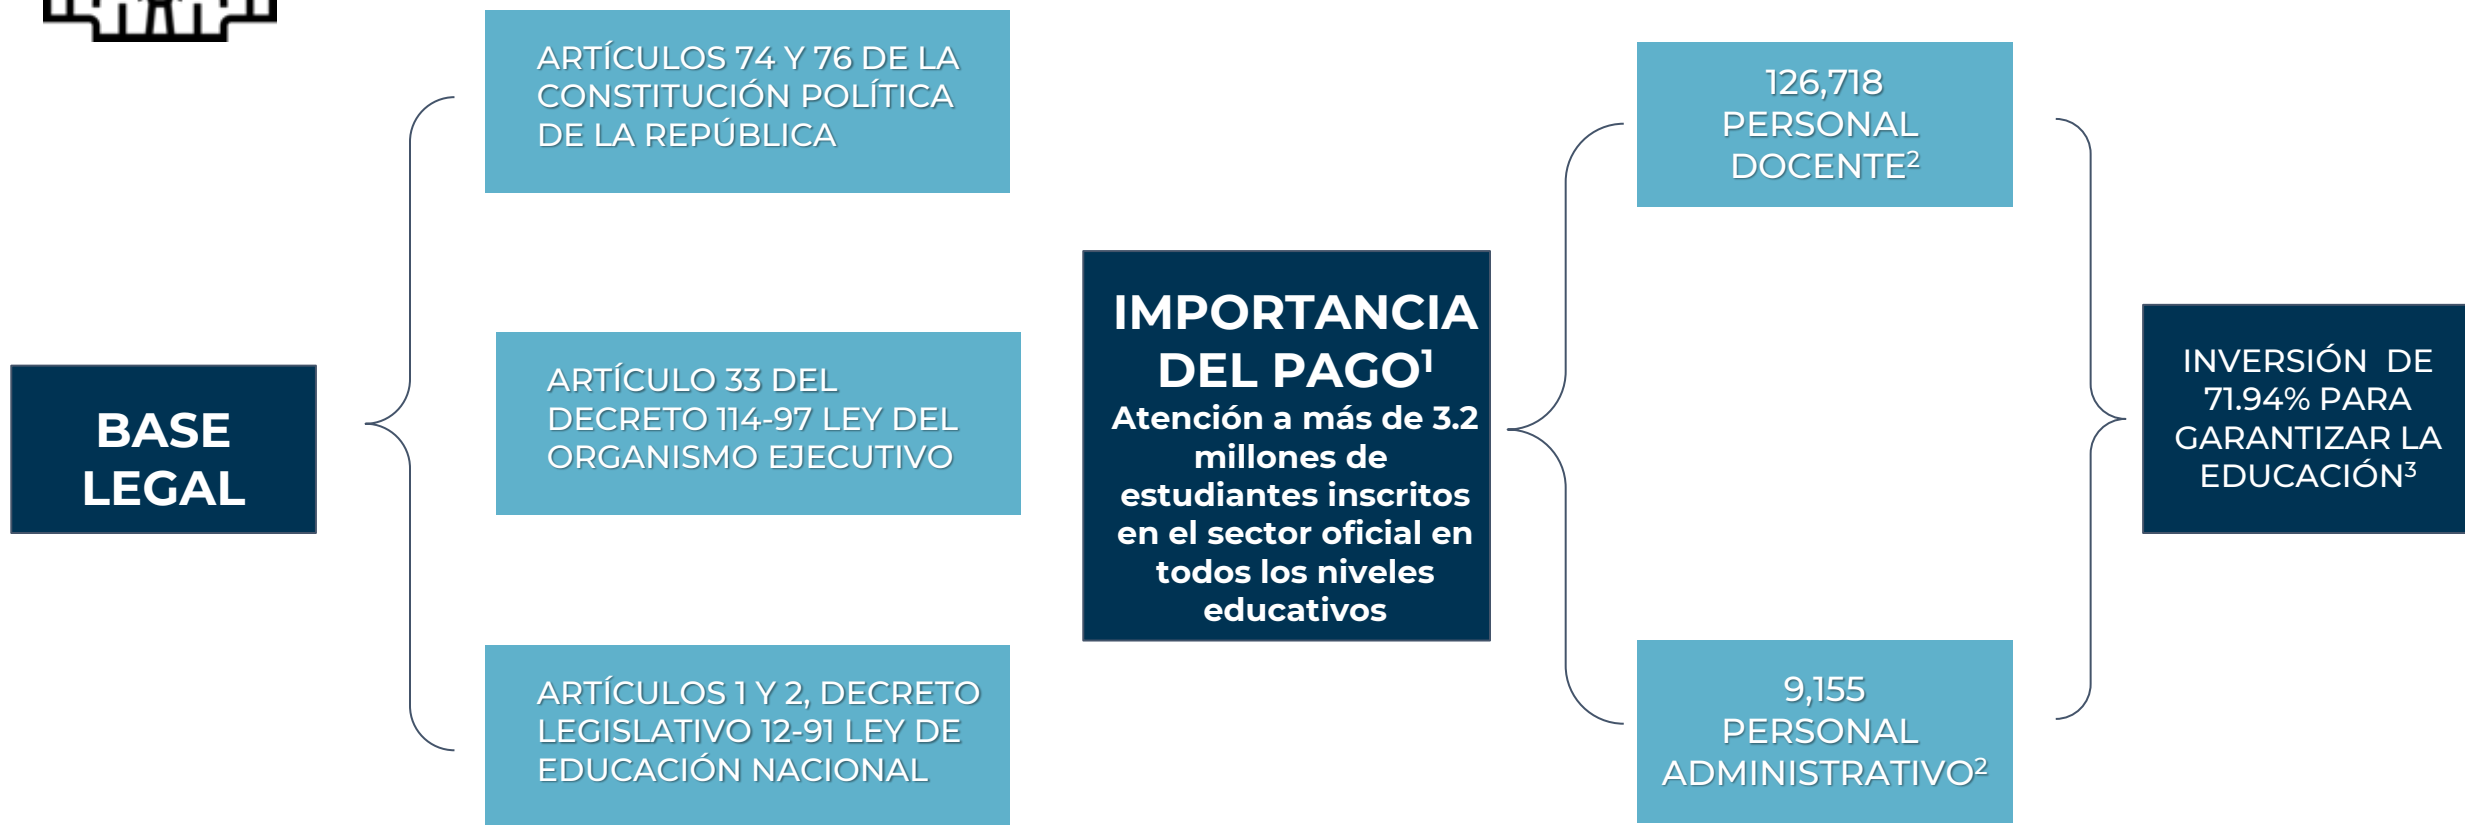 BASE
LEGAL
ARTÍCULOS 74 Y 76 DE LA
CONSTITUCIÓN POLÍTICA
DE LA REPÚBLICA
ARTÍCULO 33 DEL
DECRETO 114-97 LEY DEL
ORGANISMO EJECUTIVO
ARTÍCULOS 1 Y 2, DECRETO
LEGISLATIVO 12-91 LEY DE
EDUCACIÓN NACIONAL
IMPORTANCIA
DEL PAGO¹
Atención a más de 3.2
millones de
estudiantes inscritos
en el sector oficial en
todos los niveles
educativos
126,718
PERSONAL
DOCENTE²
9,155
PERSONAL
ADMINISTRATIVO²
INVERSIÓN DE
71.94% PARA
GARANTIZAR LA
EDUCACIÓN³